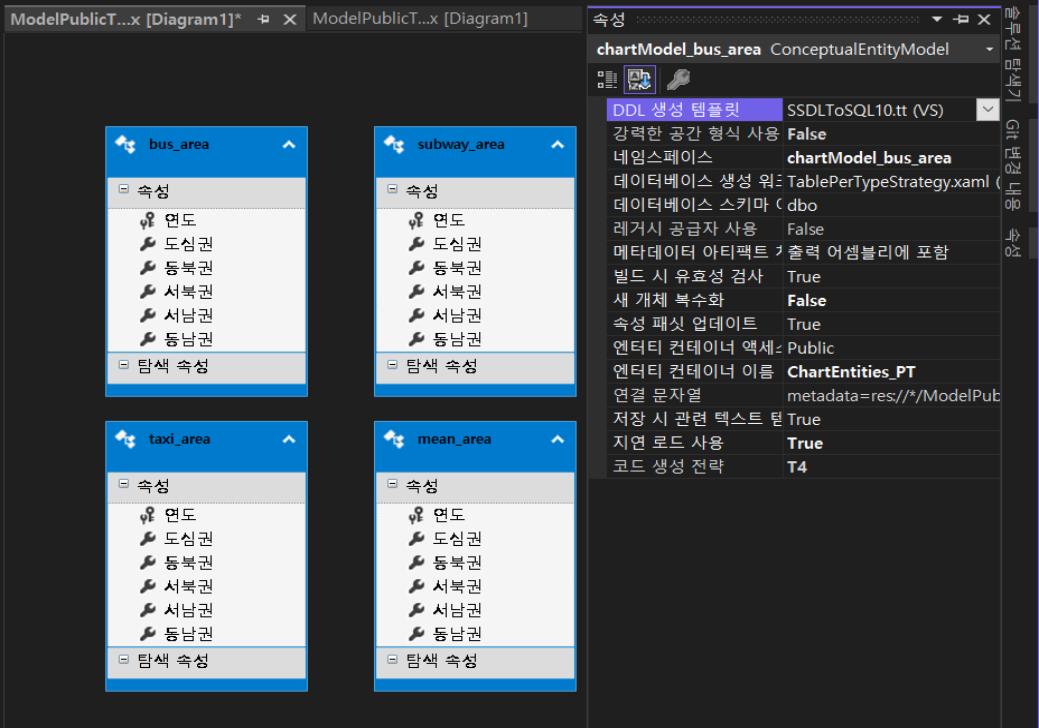 ModelPublicT...x [Diagram1]*
ModelPublicT...x [Diagram1]
bus_area
속성
연도
도심권
동북권
서북권
서남권
동남권
탐색 속성
subway_area
속성
연도
도심권
동북권
서북권
서남권
동남권
탐색 속성
taxi_area
속성
연도
도심권
동북권
서북권
서남권
동남권
탐색 속성
mean_area
속성
연도
도심권
동북권
서북권
서남권
동남권
탐색 속성
속성
chartModel_bus_area ConceptualEntityModel
DDL 생성 템플릿 SSDLToSQL10.tt (VS)
강력한 공간 형식 사용 False
네임스페이스 chartModel_bus_area
데이터베이스 생성 워크 TablePerTypeStrategy.xaml (
데이터베이스 스키마 dbo
레거시 공급자 사용 False
메타데이터 아티팩트 출력 어셈블리에 포함
빌드 시 유효성 검사 True
새 개체 복수화 False
속성 패싯 업데이트 True
엔터티 컨테이너 액세스 Public
엔터티 컨테이너 이름 ChartEntities_PT
연결 문자열 metadata=res://*/ModelPub
저장 시 관련 텍스트 템 True
지연 로드 사용 True
코드 생성 전략 T4
솔루션 탐색기
Git 변경 내용
속성